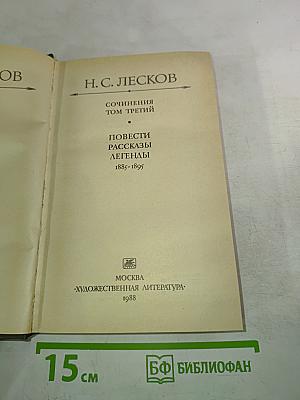 ОВ
Н. С. ЛЕСКОВ
СОЧИНЕНИЯ
ТОМ ТРЕТИЙ
ПОВЕСТИ
РАССКАЗЫ
ЛЕГЕНДЫ
1885-1895
МОСКВА
«ХУДОЖЕСТВЕННАЯ ЛИТЕРАТУРА»
1988
15 см
БФ БИБЛИОФАН